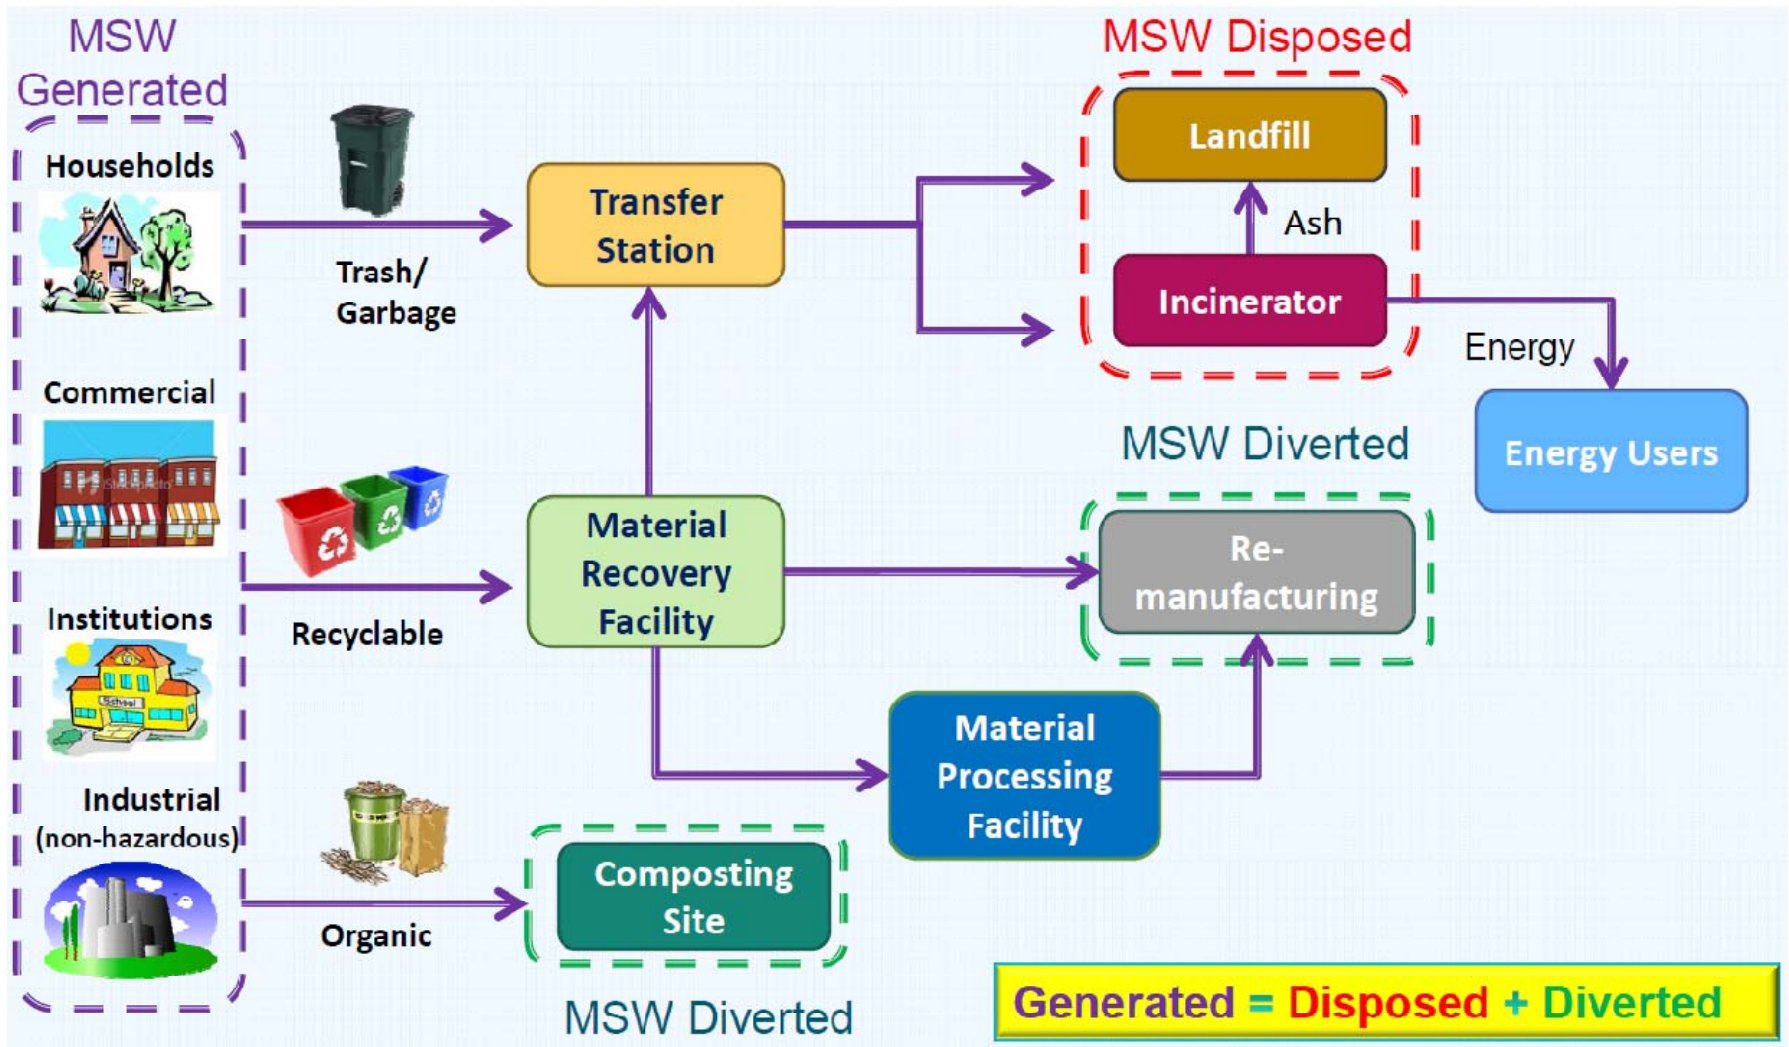 MSW
Generated
Households
Commercial
iStockphoto
Institutions
School
Industrial
(non-hazardous)
Trash/
Garbage
Recyclable
Organic
Transfer
Station
Material
Recovery
Facility
Composting
Site
MSW Diverted
Material
Processing
Facility
MSW Disposed
Landfill
Ash
Incinerator
Energy
Energy Users
MSW Diverted
Re-
manufacturing
Generated = Disposed + Diverted